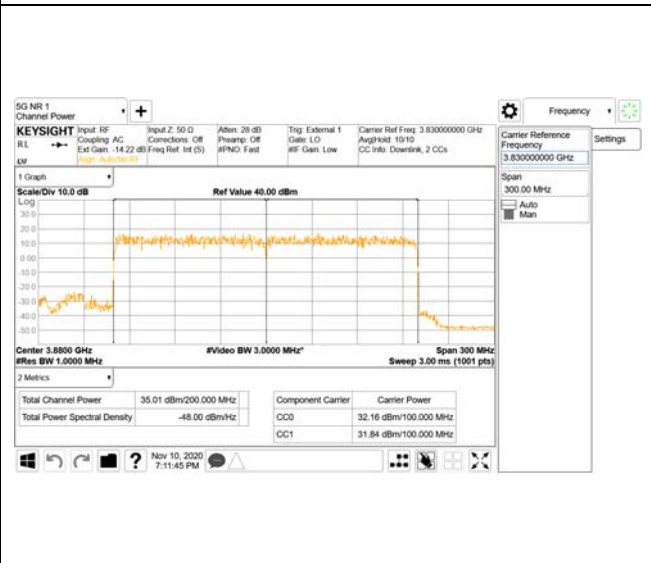 5G NR 1
Channel Power
Frequency
KEYSIGHT
Input: RF
Input Z: 50 Ω
Atten: 28 dB
Trig: External 1
Carrier Ref Freq: 3.830000000 GHz
RL
Coupling: AC
Corrections: Off
Preamp: Off
Gate: LO
Avg|Hold: 10/10
Ext Gain: -14.22 dB
Freq Ref: Int (S)
#PNO: Fast
#IF Gain: Low
CC Info: Downlink, 2 CCs
Align: Auto/No RF
Carrier Reference
Frequency
3.830000000 GHz
Settings
Span
300.00 MHz
Auto
Man
1 Graph
Scale/Div 10.0 dB
Ref Value 40.00 dBm
Log
30.0
20.0
10.0
0.00
-10.0
-20.0
-30.0
-40.0
-50.0
Center 3.8800 GHz
#Video BW 3.0000 MHz*
Span 300 MHz
#Res BW 1.0000 MHz
Sweep 3.00 ms (1001 pts)
2 Metrics
Total Channel Power
35.01 dBm/200.000 MHz
Total Power Spectral Density
-48.00 dBm/Hz
Component Carrier
Carrier Power
CC0
32.16 dBm/100.000 MHz
CC1
31.84 dBm/100.000 MHz
?
Nov 10, 2020
7:11:45 PM